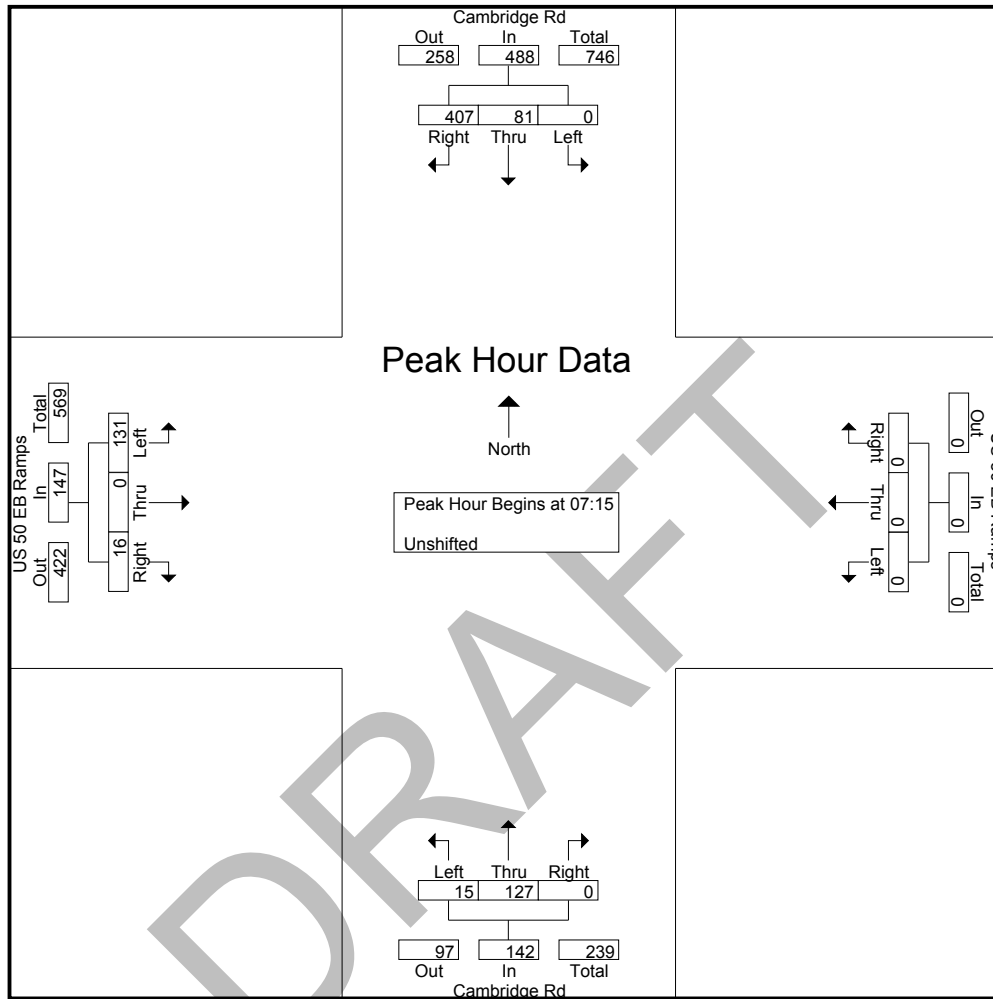 Cambridge Rd
Out In Total
258 488 746
407 81 0
Right Thru Left
Peak Hour Data
North
Peak Hour Begins at 07:15
Unshifted
US 50 EB Ramps
Total In Out
569 147 422
131 0 16
Left Thru Right
Right Thru Left
0 0 0
Out In Total
0 0 0
Left Thru Right
15 127 0
97 142 239
Out In Total
Cambridge Rd
DRAFT